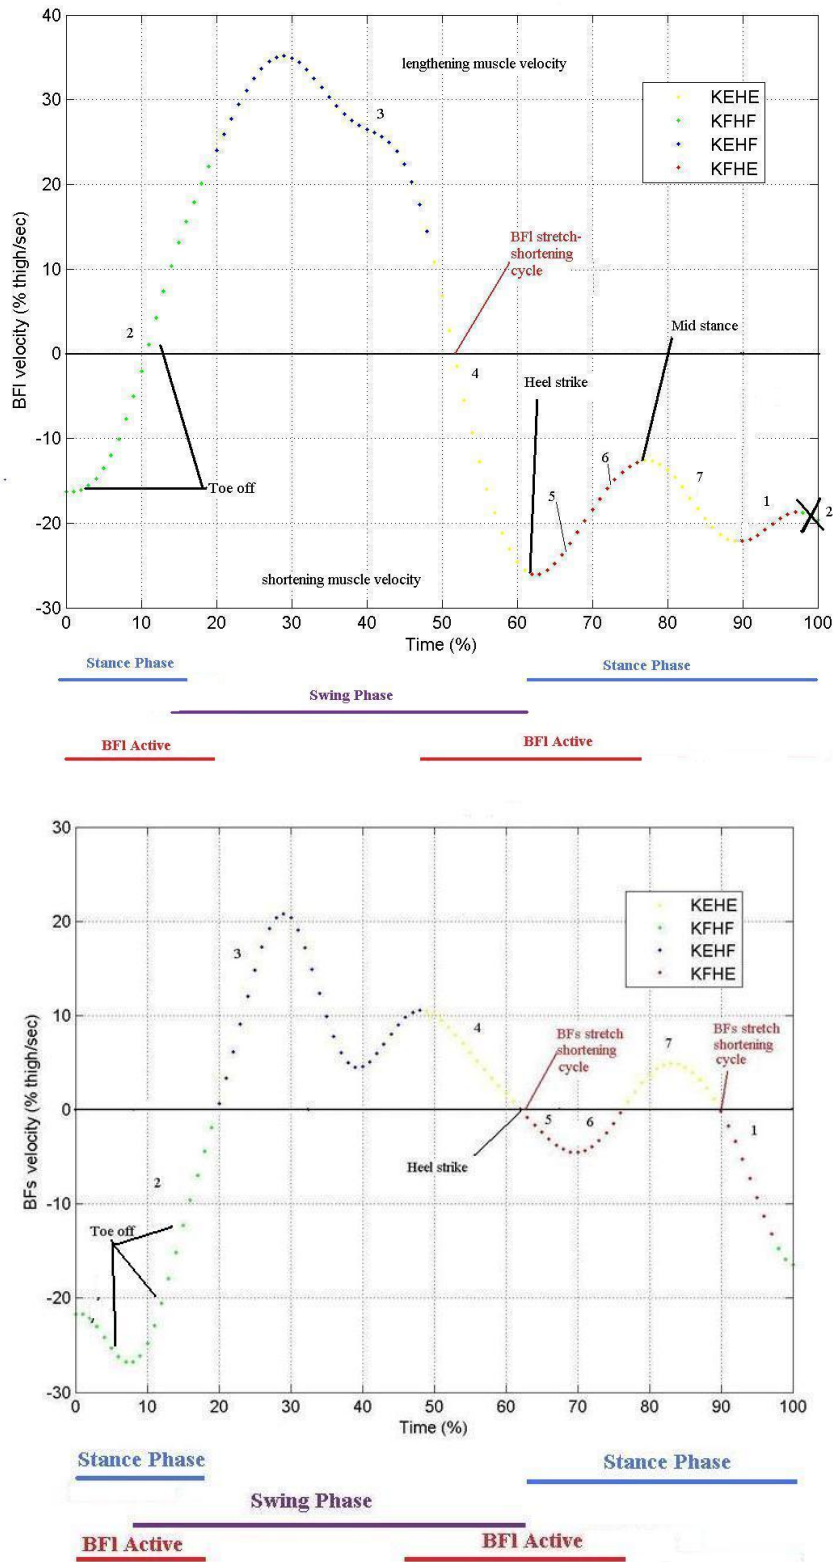 40
lengthening muscle velocity
30
KEHE
KFHF
KEHF
KFHE
3
20
10
BFl stretch-
shortening
cycle
BFl velocity (% thigh/sec)
2
Mid stance
0
4
Heel strike
-10
6
7
5
1
Toe off
2
-20
shortening muscle velocity
-30
0 10 20 30 40 50 60 70 80 90 100
Time (%)
Stance Phase
Stance Phase
Swing Phase
BFl Active
BFl Active
30
KEHE
KFHF
KEHF
KFHE
20
3
10
4
BFs stretch
shortening
cycle
7
BFs stretch
shortening
cycle
BFs velocity (% thigh/sec)
0
5
6
1
Heel strike
2
-10
Toe off
-20
-30
0 10 20 30 40 50 60 70 80 90 100
Time (%)
Stance Phase
Stance Phase
Swing Phase
BFl Active
BFl Active